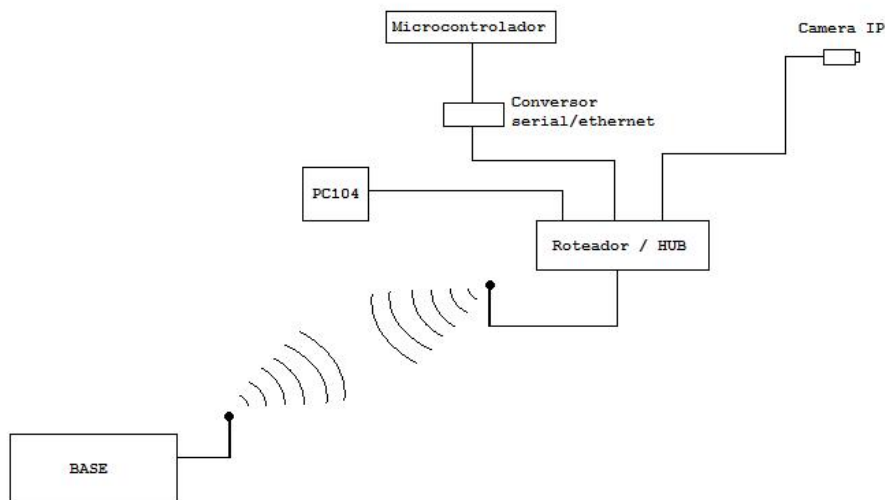 Microcontrolador
Camera IP
Conversor
serial/ethernet
PC104
Roteador / HUB
BASE